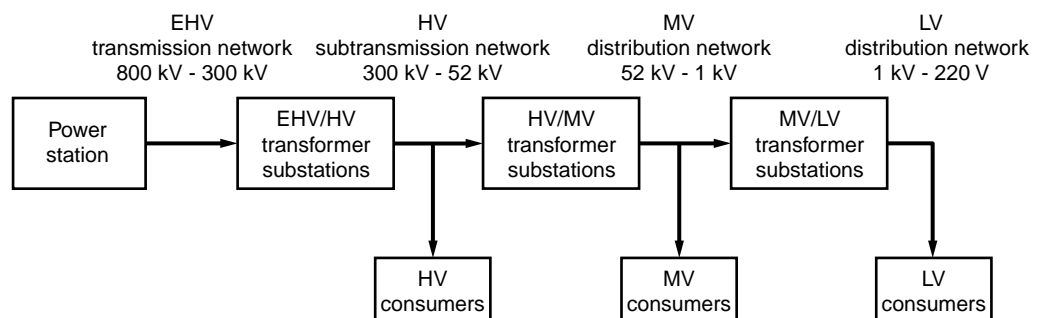 EHV
transmission network
800 kV - 300 kV
HV
subtransmission network
300 kV - 52 kV
MV
distribution network
52 kV - 1 kV
LV
distribution network
1 kV - 220 V
Power
station
EHV/HV
transformer
substations
HV/MV
transformer
substations
MV/LV
transformer
substations
HV
consumers
MV
consumers
LV
consumers